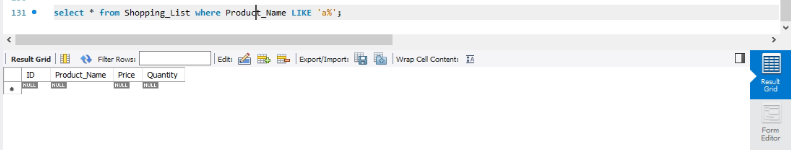 131 select * from Shopping_List where Product_Name LIKE 'a%';
Result Grid Filter Rows: Edit: Export/Import: Wrap Cell Content:
ID Product_Name Price Quantity
NULL NULL NULL NULL
Result
Grid
Form
Editor